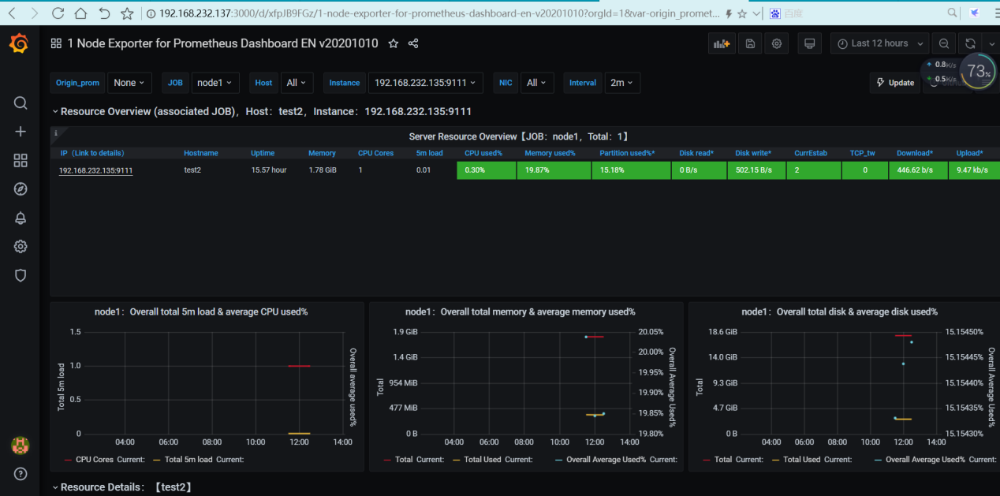 192.168.232.137:3000/d/xfpJB9FGz/1-node-exporter-for-prometheus-dashboard-en-v20201010?orgId=1&var-origin_promet... 百度
1 Node Exporter for Prometheus Dashboard EN v20201010 Last 12 hours
0.8K/s
0.5K/s
73%
Origin_prom None JOB node1 Host All Instance 192.168.232.135:9111 NIC All Interval 2m Update
Resource Overview (associated JOB)，Host：test2，Instance：192.168.232.135:9111
Server Resource Overview【JOB：node1，Total：1】
IP（Link to details） Hostname Uptime Memory CPU Cores 5m load CPU used% Memory used% Partition used%* Disk read* Disk write* CurrEstab TCP_tw Download* Upload*
192.168.232.135:9111 test2 15.57 hour 1.78 GiB 1 0.01 0.30% 19.87% 15.18% 0 B/s 502.15 B/s 2 0 446.62 b/s 9.47 kb/s
node1：Overall total 5m load & average CPU used%
Total 5m load
1.5
1.0
0.5
0
Overall average used%
04:00 06:00 08:00 10:00 12:00 14:00
CPU Cores Current: Total 5m load Current:
node1：Overall total memory & average memory used%
Total
1.9 GiB
1.4 GiB
954 MiB
477 MiB
0 B
20.05%
20.00%
19.95%
19.90%
19.85%
19.80%
Overall Average Used%
04:00 06:00 08:00 10:00 12:00 14:00
Total Current: Total Used Current: Overall Average Used% Current:
node1：Overall total disk & average disk used%
Total
18.6 GiB
14.0 GiB
9.3 GiB
4.7 GiB
0 B
15.15450%
15.15445%
15.15440%
15.15435%
15.15430%
Overall Average Used%
04:00 06:00 08:00 10:00 12:00 14:00
Total Current: Total Used Current: Overall Average Used% Current:
Resource Details：【test2】